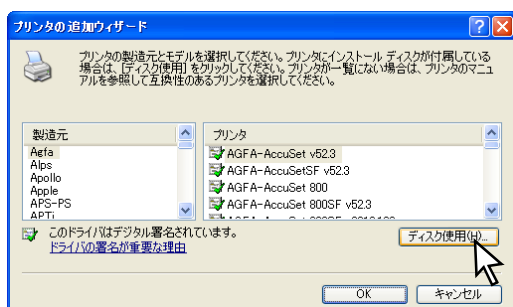 プリンタの追加ウィザード
プリンタの製造元とモデルを選択してください。プリンタにインストール ディスクが付属している
場合は、[ディスク使用] をクリックしてください。プリンタが一覧にない場合は、プリンタのマニュ
アルを参照して互換性のあるプリンタを選択してください。
製造元
Agfa
Alps
Apollo
Apple
APS-PS
APTi
プリンタ
AGFA-AccuSet v52.3
AGFA-AccuSetSF v52.3
AGFA-AccuSet 800
AGFA-AccuSet 800SF v52.3
このドライバはデジタル署名されています。
ドライバの署名が重要な理由
ディスク使用(H)...
OK
キャンセル